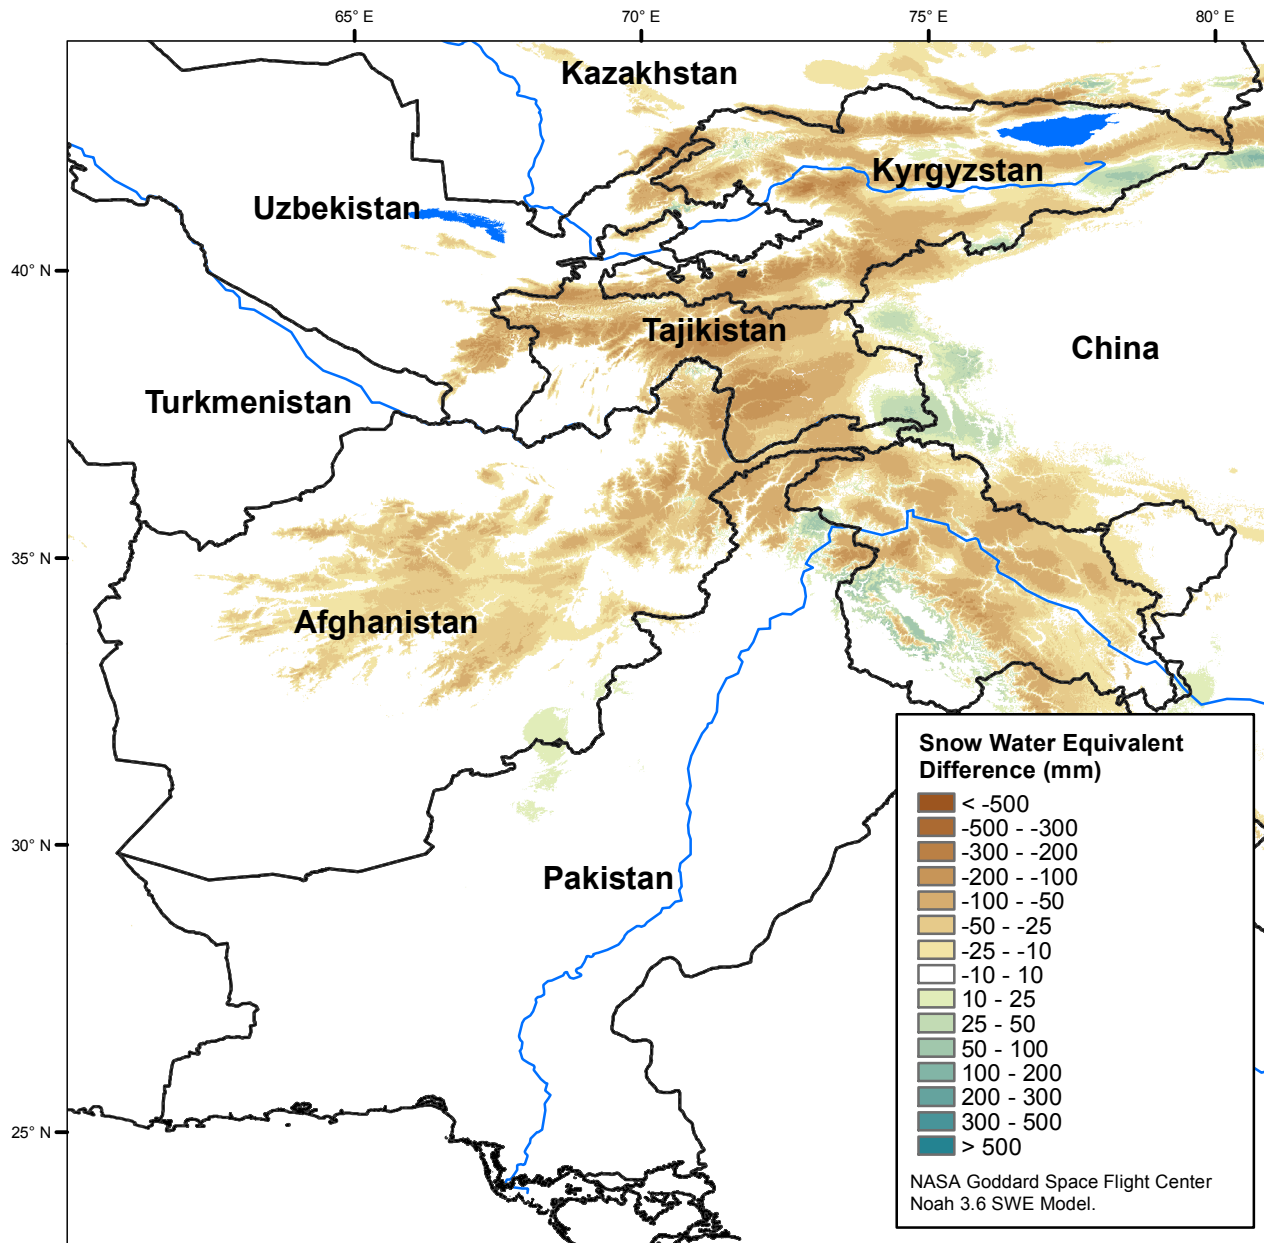 65° E 70° E 75° E 80° E
Kazakhstan
Kyrgyzstan
Uzbekistan
40° N
Tajikistan
China
Turkmenistan
35° N
Afghanistan
Snow Water Equivalent
Difference (mm)
< -500
-500 - -300
-300 - -200
-200 - -100
-100 - -50
-50 - -25
-25 - -10
-10 - 10
10 - 25
25 - 50
50 - 100
100 - 200
200 - 300
300 - 500
> 500
NASA Goddard Space Flight Center
Noah 3.6 SWE Model.
30° N
Pakistan
25° N